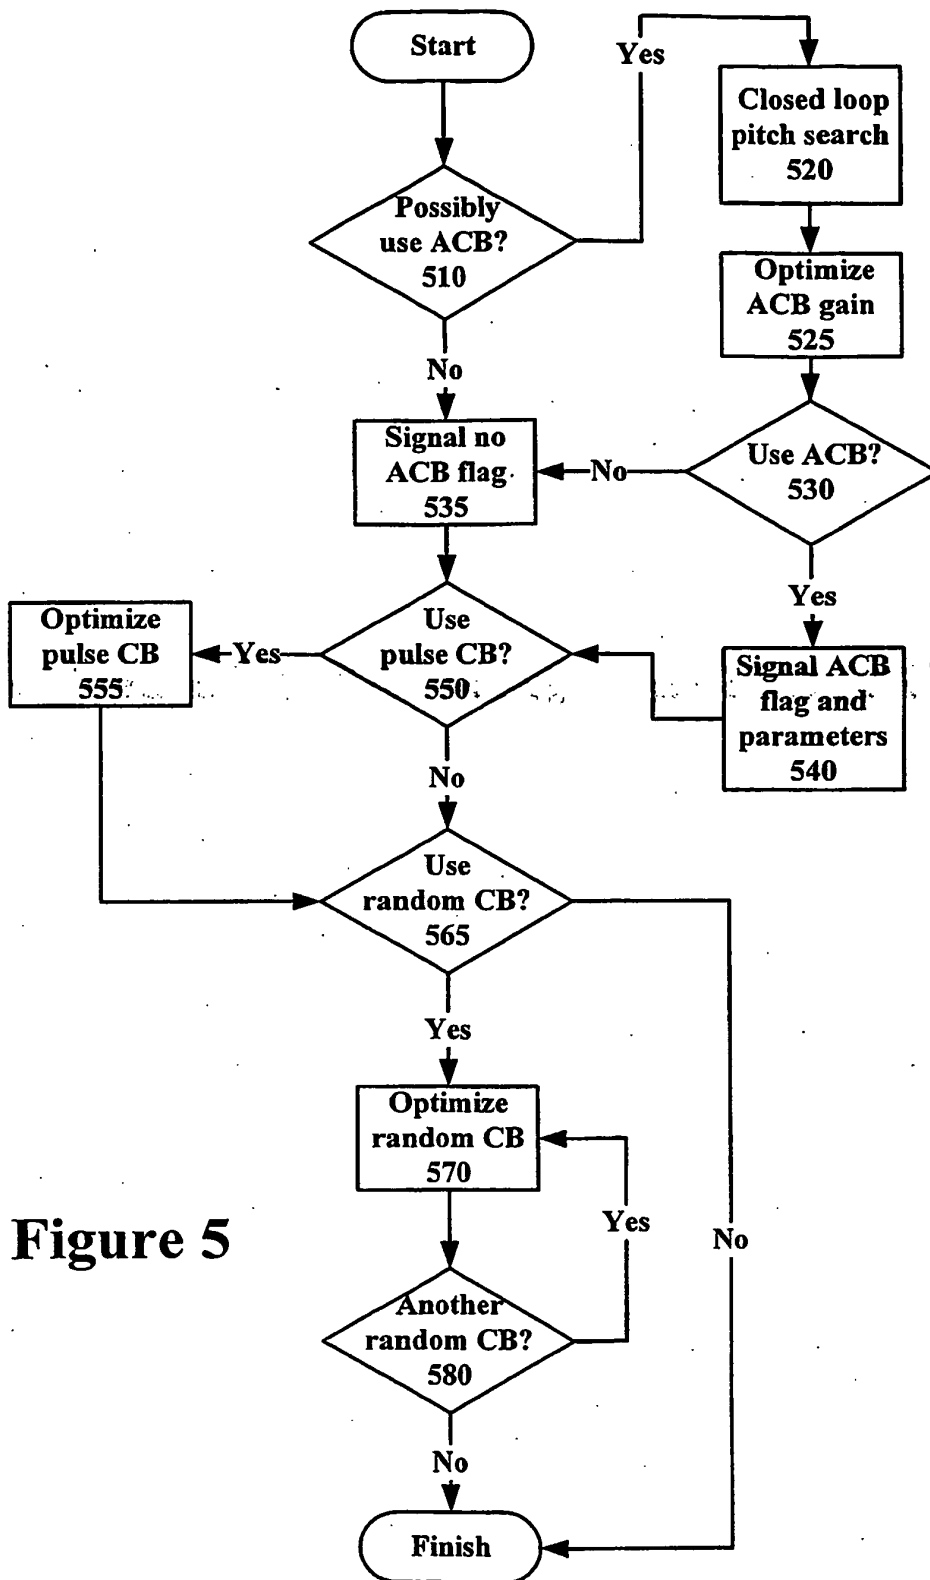 Start
Yes
Closed loop
pitch search
520
Possibly
use ACB?
510
Optimize
ACB gain
525
No
Signal no
ACB flag
535
No
Use ACB?
530
Yes
Optimize
pulse CB
555
Yes
Use
pulse CB?
550
Signal ACB
flag and
parameters
540
No
Use
random CB?
565
Yes
Optimize
random CB
570
Yes
No
Figure 5
Another
random CB?
580
No
Finish